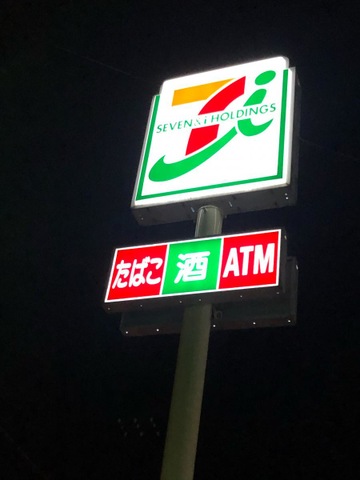 SEVEN & i HOLDINGS
たばこ 酒 ATM